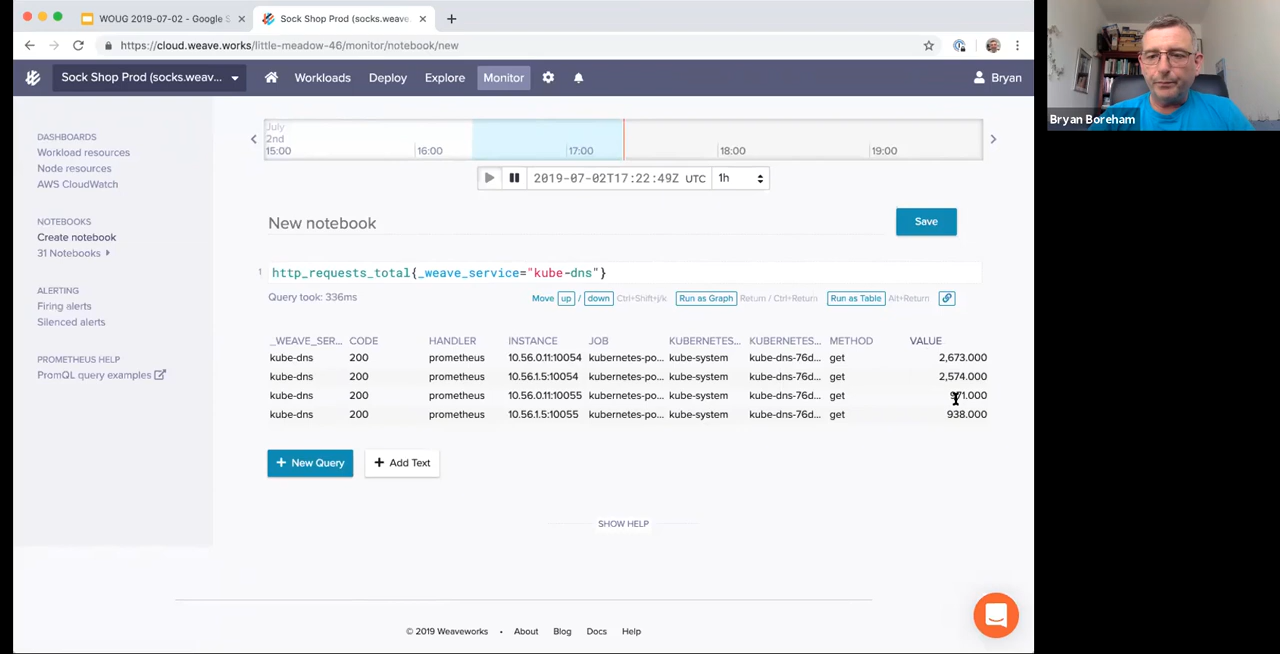 WOUG 2019-07-02 - Google S
Sock Shop Prod (socks.weave.
https://cloud.weave.works/little-meadow-46/monitor/notebook/new
Sock Shop Prod (socks.weav...
Workloads
Deploy
Explore
Monitor
Bryan
Bryan Boreham
DASHBOARDS
Workload resources
Node resources
AWS CloudWatch
NOTEBOOKS
Create notebook
31 Notebooks
ALERTING
Firing alerts
Silenced alerts
PROMETHEUS HELP
PromQL query examples
July
2nd
15:00 16:00 17:00 18:00 19:00
2019-07-02T17:22:49Z UTC 1h
New notebook
Save
1 http_requests_total{_weave_service="kube-dns"}
Query took: 336ms
Move up / down Ctrl+Shift+j/k Run as Graph Return / Ctrl+Return Run as Table Alt+Return
_WEAVE_SER... CODE HANDLER INSTANCE JOB KUBERNETES... KUBERNETES... METHOD VALUE
kube-dns 200 prometheus 10.56.0.11:10054 kubernetes-po... kube-system kube-dns-76d... get 2,673.000
kube-dns 200 prometheus 10.56.1.5:10054 kubernetes-po... kube-system kube-dns-76d... get 2,574.000
kube-dns 200 prometheus 10.56.0.11:10055 kubernetes-po... kube-system kube-dns-76d... get
kube-dns 200 prometheus 10.56.1.5:10055 kubernetes-po... kube-system kube-dns-76d... get 938.000
+ New Query
+ Add Text
SHOW HELP
© 2019 Weaveworks • About Blog Docs Help